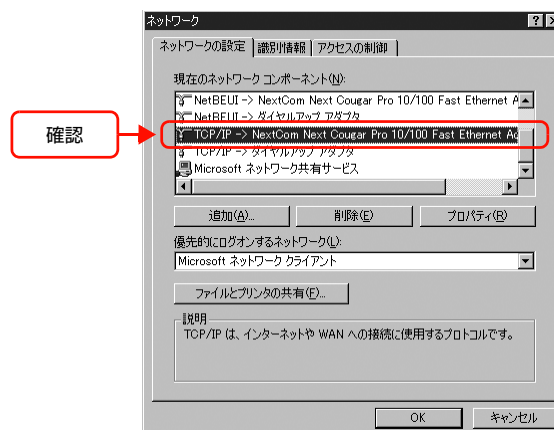 ネットワーク
ネットワークの設定 識別情報 アクセスの制御
現在のネットワーク コンポーネント(N):
NetBEUI -> NextCom Next Cougar Pro 10/100 Fast Ethernet A
NetBEUI -> ダイヤルアップ アダプタ
確認
TCP/IP -> NextCom Next Cougar Pro 10/100 Fast Ethernet Ac
TCP/IP -> ダイヤルアップ アダプタ
Microsoft ネットワーク共有サービス
追加(A)... 削除(E) プロパティ(R)
優先的にログオンするネットワーク(L):
Microsoft ネットワーク クライアント
ファイルとプリンタの共有(F)...
説明
TCP/IP は、インターネットや WAN への接続に使用するプロトコルです。
OK キャンセル